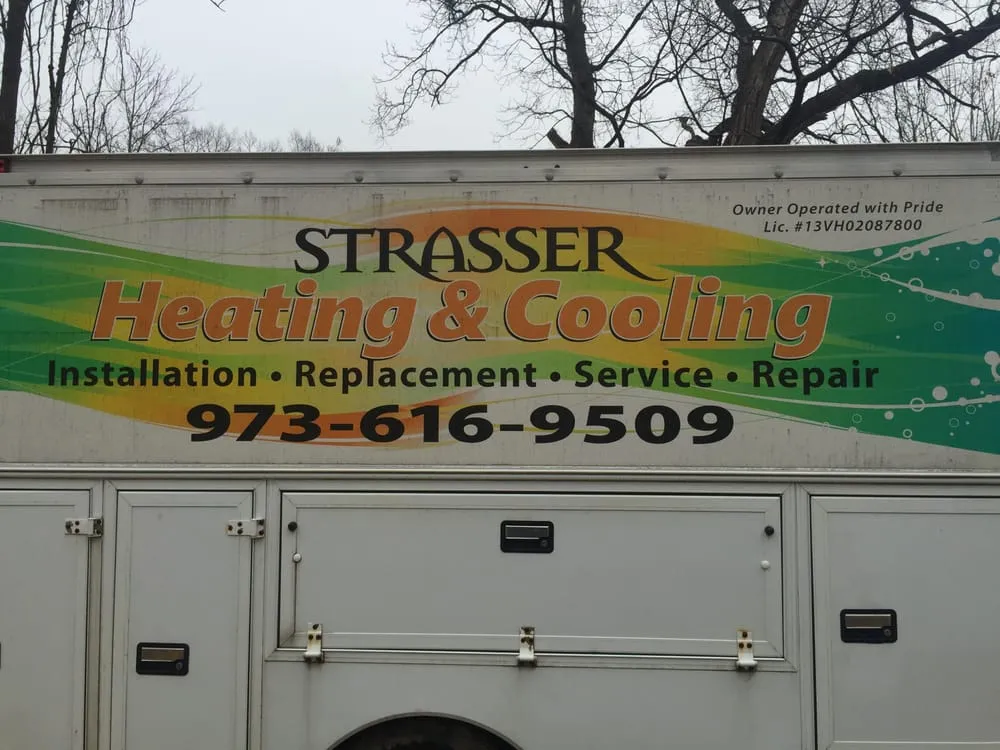 Owner Operated with Pride
Lic. #13VH02087800
STRASSER
Heating & Cooling
Installation • Replacement • Service • Repair
973-616-9509